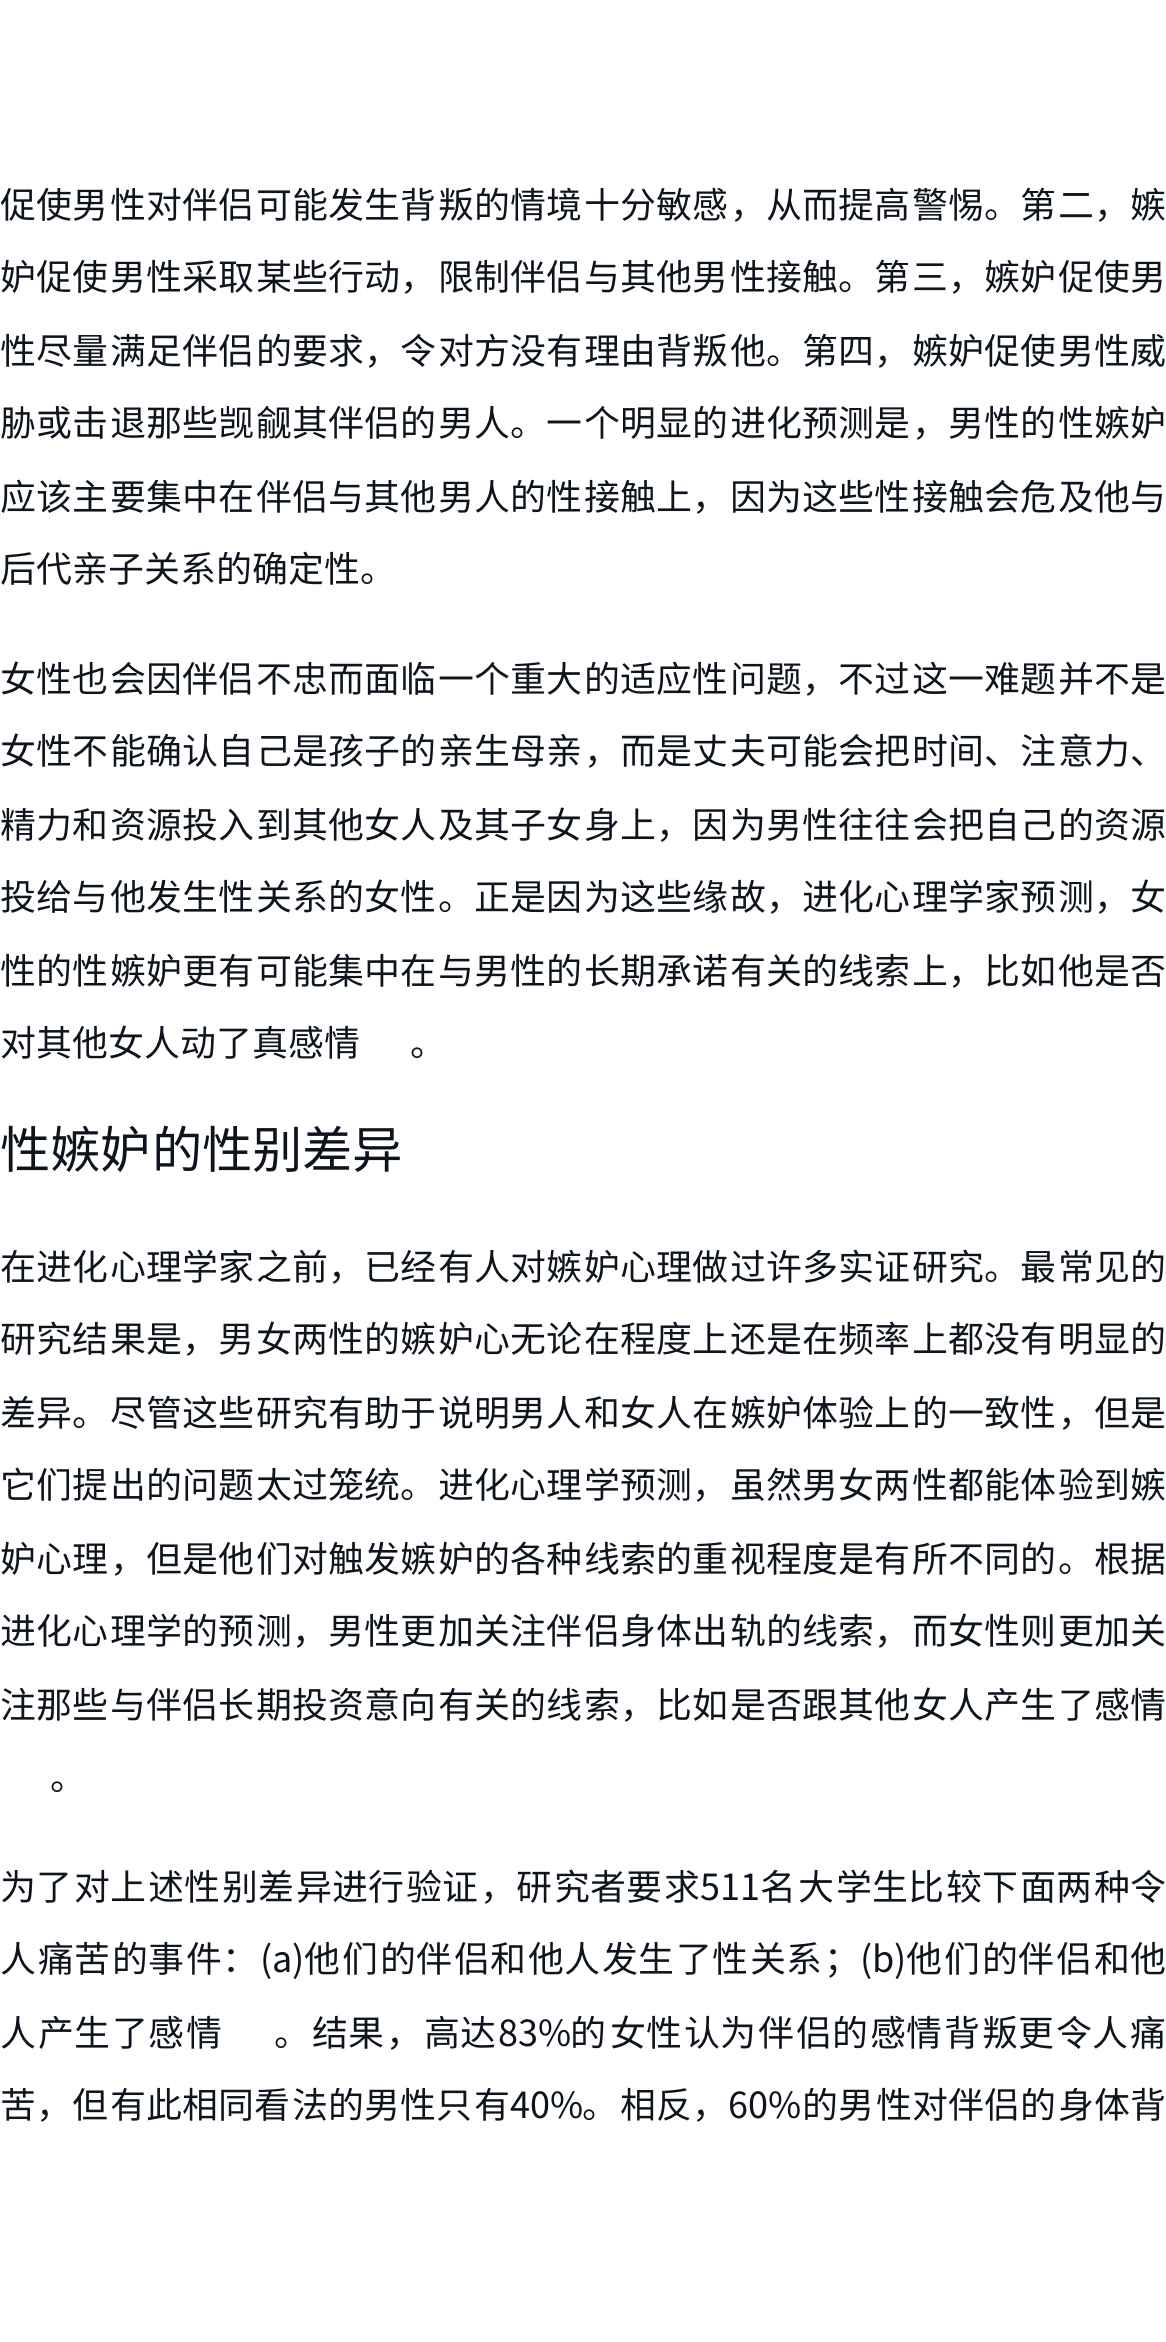 促使男性对伴侣可能发生背叛的情境十分敏感，从而提高警惕。第二，嫉
妒促使男性采取某些行动，限制伴侣与其他男性接触。第三，嫉妒促使男
性尽量满足伴侣的要求，令对方没有理由背叛他。第四，嫉妒促使男性威
胁或击退那些觊觎其伴侣的男人。一个明显的进化预测是，男性的性嫉妒
应该主要集中在伴侣与其他男人的性接触上，因为这些性接触会危及他与
后代亲子关系的确定性。
女性也会因伴侣不忠而面临一个重大的适应性问题，不过这一难题并不是
女性不能确认自己是孩子的亲生母亲，而是丈夫可能会把时间、注意力、
精力和资源投入到其他女人及其子女身上，因为男性往往会把自己的资源
投给与他发生性关系的女性。正是因为这些缘故，进化心理学家预测，女
性的性嫉妒更有可能集中在与男性的长期承诺有关的线索上，比如他是否
对其他女人动了真感情 。
性嫉妒的性别差异
在进化心理学家之前，已经有人对嫉妒心理做过许多实证研究。最常见的
研究结果是，男女两性的嫉妒心无论在程度上还是在频率上都没有明显的
差异。尽管这些研究有助于说明男人和女人在嫉妒体验上的一致性，但是
它们提出的问题太过笼统。进化心理学预测，虽然男女两性都能体验到嫉
妒心理，但是他们对触发嫉妒的各种线索的重视程度是有所不同的。根据
进化心理学的预测，男性更加关注伴侣身体出轨的线索，而女性则更加关
注那些与伴侣长期投资意向有关的线索，比如是否跟其他女人产生了感情
。
为了对上述性别差异进行验证，研究者要求511名大学生比较下面两种令
人痛苦的事件：(a)他们的伴侣和他人发生了性关系；(b)他们的伴侣和他
人产生了感情 。结果，高达83%的女性认为伴侣的感情背叛更令人痛
苦，但有此相同看法的男性只有40%。相反，60%的男性对伴侣的身体背